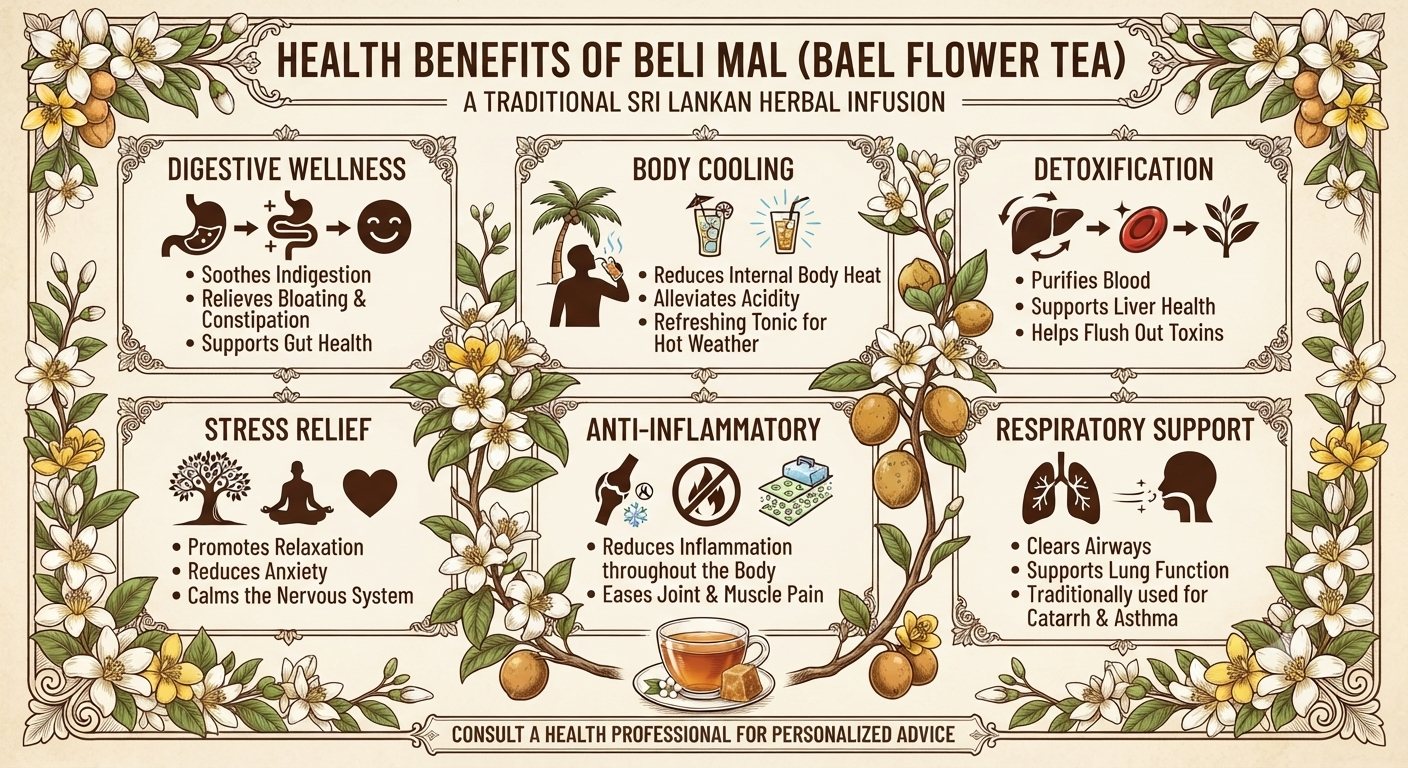 HEALTH BENEFITS OF BELI MAL (BAEL FLOWER TEA)
A TRADITIONAL SRI LANKAN HERBAL INFUSION
DIGESTIVE WELLNESS
• Soothes Indigestion
• Relieves Bloating &
Constipation
• Supports Gut Health
BODY COOLING
• Reduces Internal Body Heat
• Alleviates Acidity
• Refreshing Tonic for
Hot Weather
DETOXIFICATION
• Purifies Blood
• Supports Liver Health
• Helps Flush Out Toxins
STRESS RELIEF
• Promotes Relaxation
• Reduces Anxiety
• Calms the Nervous System
ANTI-INFLAMMATORY
• Reduces Inflammation
throughout the Body
• Eases Joint & Muscle Pain
RESPIRATORY SUPPORT
• Clears Airways
• Supports Lung Function
• Traditionally used for
Catarrh & Asthma
CONSULT A HEALTH PROFESSIONAL FOR PERSONALIZED ADVICE